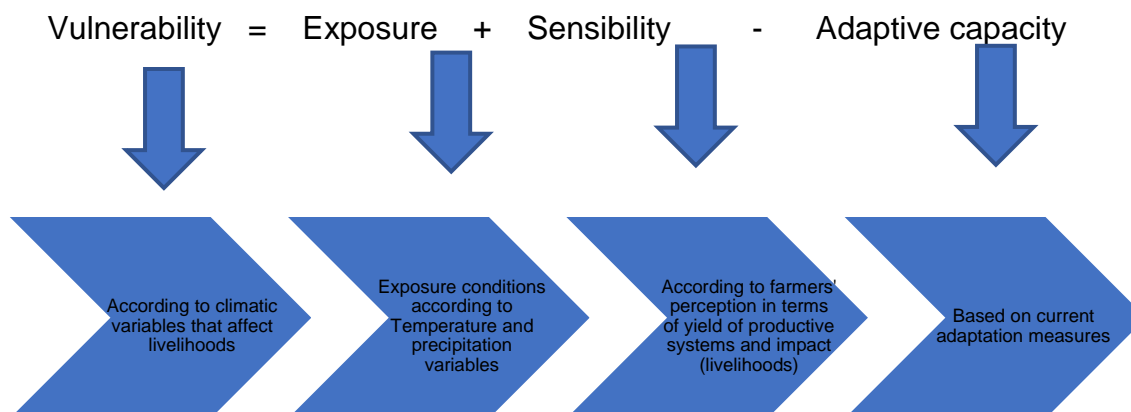 Vulnerability = Exposure + Sensibility - Adaptive capacity
According to climatic
variables that affect
livelihoods
Exposure conditions
according to
Temperature and
precipitation
variables
According to farmers'
perception in terms
of yield of productive
systems and impact
(livelihoods)
Based on current
adaptation measures